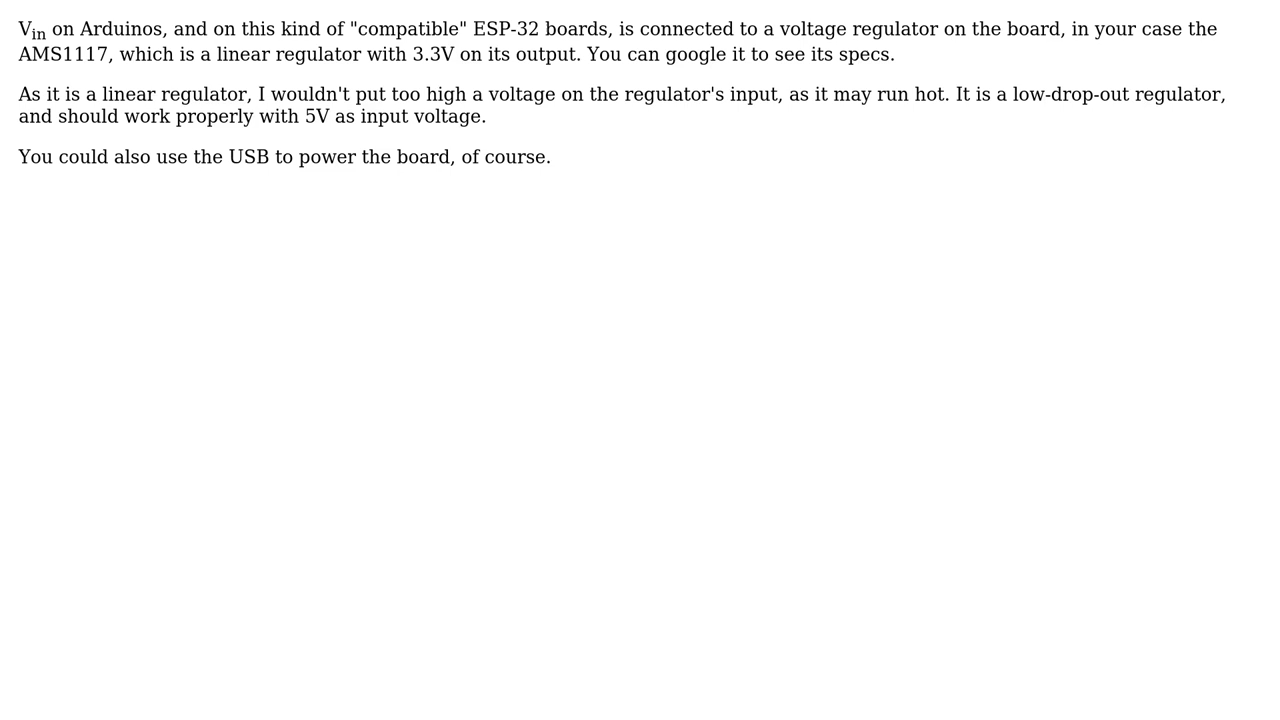 Vin on Arduinos, and on this kind of "compatible" ESP-32 boards, is connected to a voltage regulator on the board, in your case the
AMS1117, which is a linear regulator with 3.3V on its output. You can google it to see its specs.
As it is a linear regulator, I wouldn't put too high a voltage on the regulator's input, as it may run hot. It is a low-drop-out regulator,
and should work properly with 5V as input voltage.
You could also use the USB to power the board, of course.